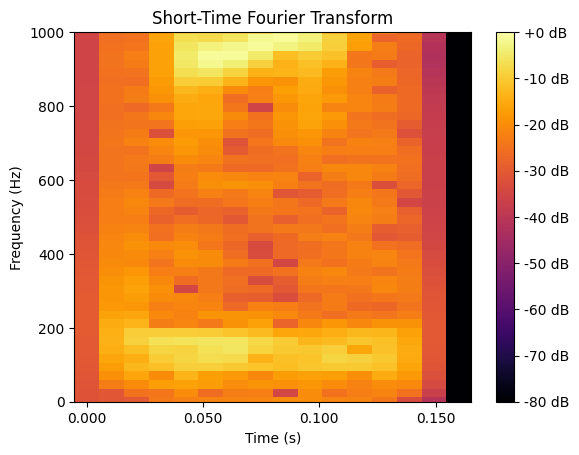 Short-Time Fourier Transform
1000
800
600
400
200
0
Frequency (Hz)
0.000
0.050
0.100
0.150
Time (s)
+0 dB
-10 dB
-20 dB
-30 dB
-40 dB
-50 dB
-60 dB
-70 dB
-80 dB